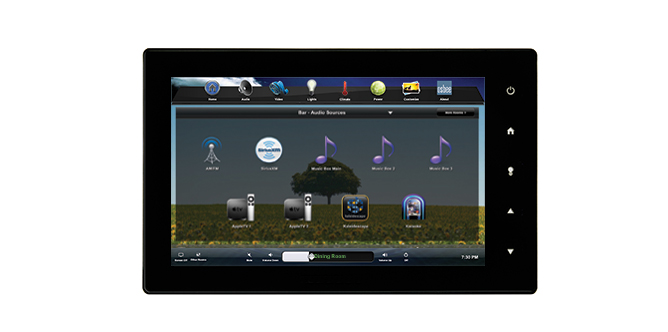 Home Audio Video Lights Climate Power Customize About
Bar - Audio Sources
AM/FM SiriusXM Music Box Main Music Box 2 Music Box 3
AppleTV 1 AppleTV 2 Kaleidescape Karaoke
Dining Room
7:30 PM